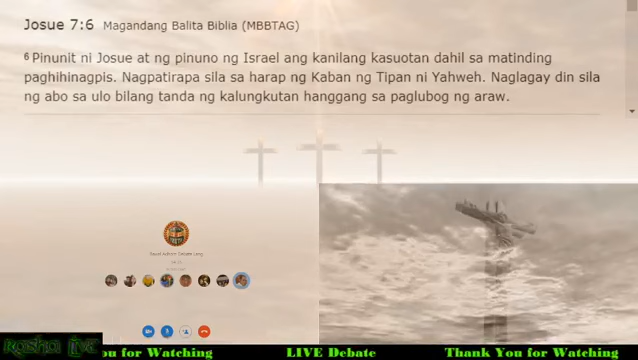 Josue 7:6 Magandang Balita Biblia (MBBTAG)
6 Pinunit ni Josue at ng pinuno ng Israel ang kanilang kasuotan dahil sa matinding
paghihinagpis. Nagpatirapa sila sa harap ng Kaban ng Tipan ni Yahweh. Naglagay din sila
ng abo sa ulo bilang tanda ng kalungkutan hanggang sa paglubog ng araw.
ou for Watching LIVE Debate Thank You for Watching